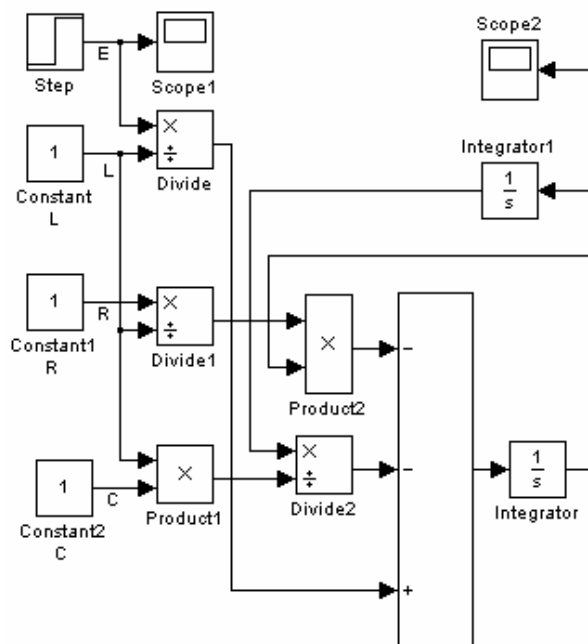 E
Step
Scope1
Scope2
1
L
×
÷
Constant
L
Divide
Integrator1
1
s
1
R
×
÷
Constant1
R
Divide1
×
Product2
−
1
C
×
Constant2
C
Product1
×
÷
Divide2
−
1
s
Integrator
+